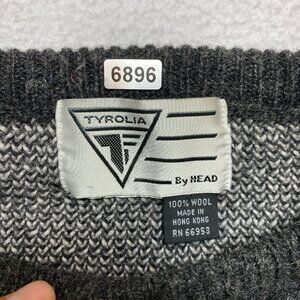 6896
TYROLIA
By HEAD
100% WOOL
MADE IN
HONG KONG
RN 66953